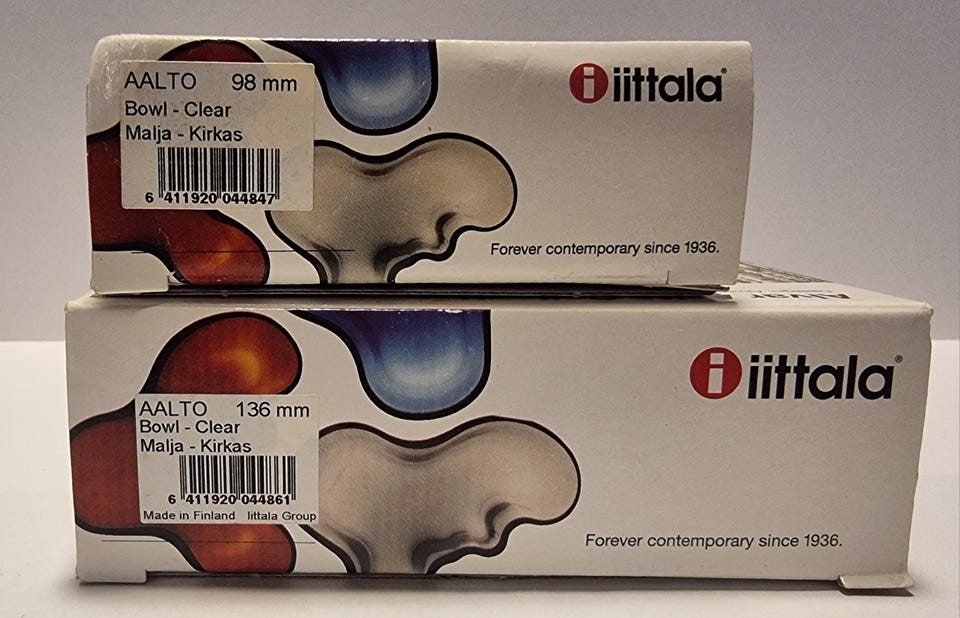 AALTO 98 mm
Bowl - Clear
Malja - Kirkas
6 411920 044847
iittala
Forever contemporary since 1936.
AALTO 136 mm
Bowl - Clear
Malja - Kirkas
6 411920 044861
Made in Finland Iittala Group
iittala
Forever contemporary since 1936.